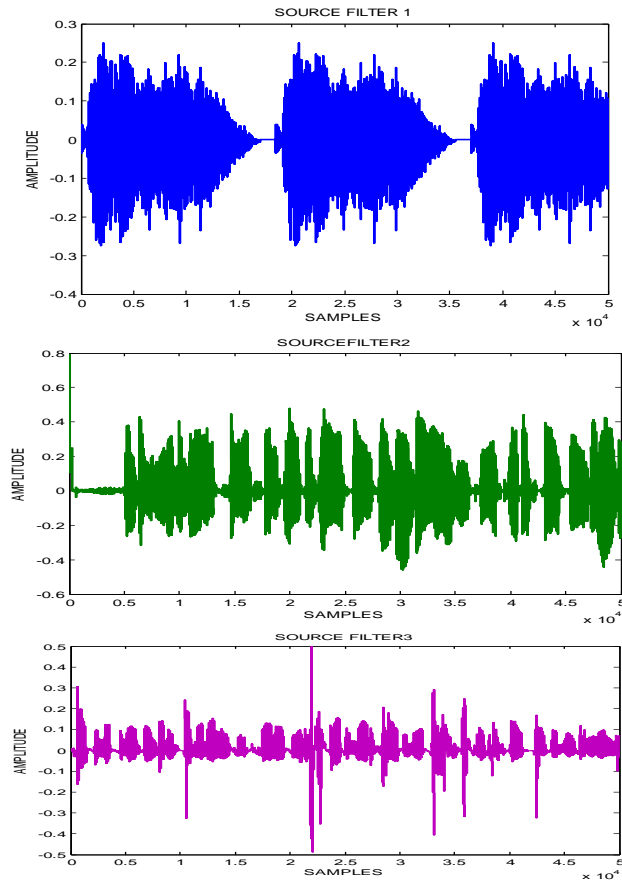 SOURCE FILTER 1
0.3
0.2
0.1
0
-0.1
-0.2
-0.3
-0.4
AMPLITUDE
0 0.5 1 1.5 2 2.5 3 3.5 4 4.5 5
SAMPLES
x 10^4
SOURCEFILTER2
0.8
0.6
0.4
0.2
0
-0.2
-0.4
-0.6
AMPLITUDE
0 0.5 1 1.5 2 2.5 3 3.5 4 4.5 5
SAMPLES
x 10^4
SOURCE FILTER3
0.5
0.4
0.3
0.2
0.1
0
-0.1
-0.2
-0.3
-0.4
-0.5
AMPLITUDE
0 0.5 1 1.5 2 2.5 3 3.5 4 4.5 5
SAMPLES
x 10^4